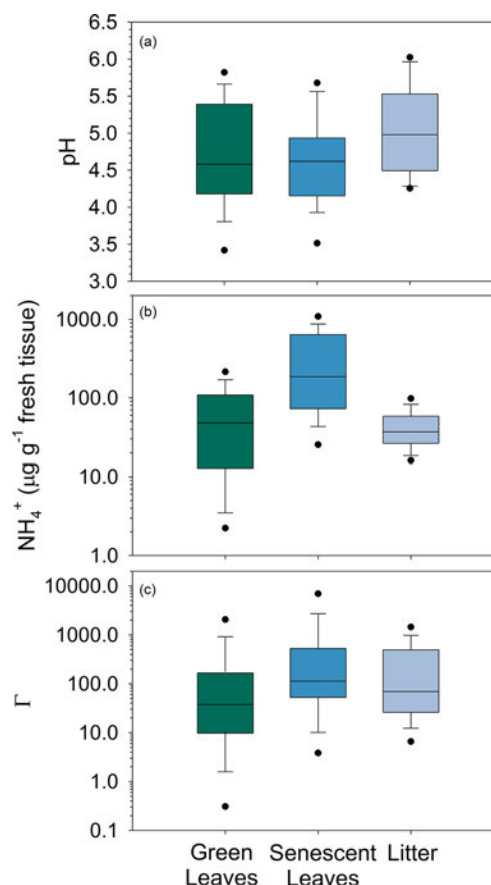 (a)
6.5
6.0
5.5
5.0
4.5
4.0
3.5
3.0
pH
(b)
1000.0
100.0
10.0
1.0
NH₄⁺ (µg g⁻¹ fresh tissue)
(c)
10000.0
1000.0
100.0
10.0
1.0
0.1
Γ
Green Leaves
Senescent Leaves
Litter